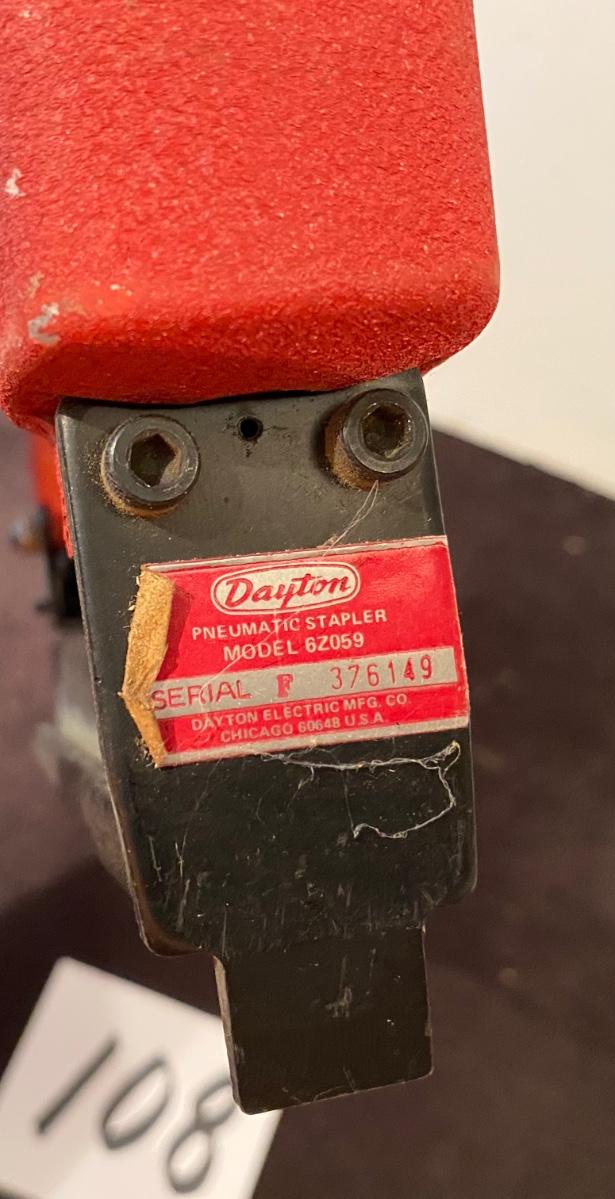 Dayton
PNEUMATIC STAPLER
MODEL 6Z059
SERIAL F 376149
DAYTON ELECTRIC MFG. CO.
CHICAGO 60648 U.S.A.
108